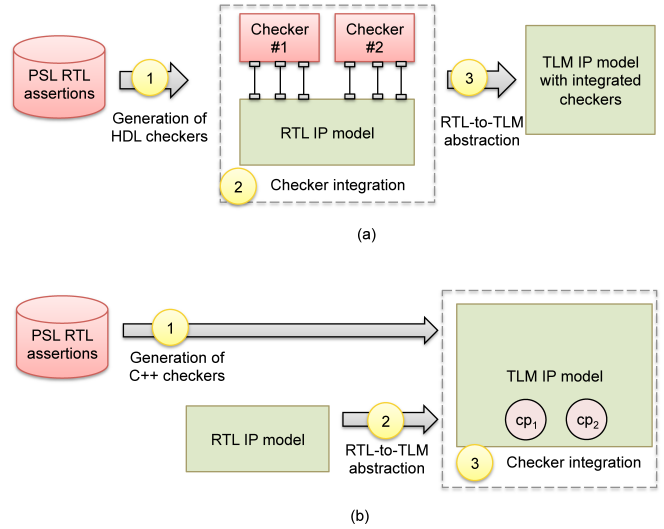 PSL RTL
assertions
1
Generation of
HDL checkers
Checker
#1
Checker
#2
RTL IP model
2
Checker integration
3
RTL-to-TLM
abstraction
TLM IP model
with integrated
checkers
(a)
PSL RTL
assertions
1
Generation of
C++ checkers
RTL IP model
2
RTL-to-TLM
abstraction
TLM IP model
cp1
cp2
3
Checker integration
(b)